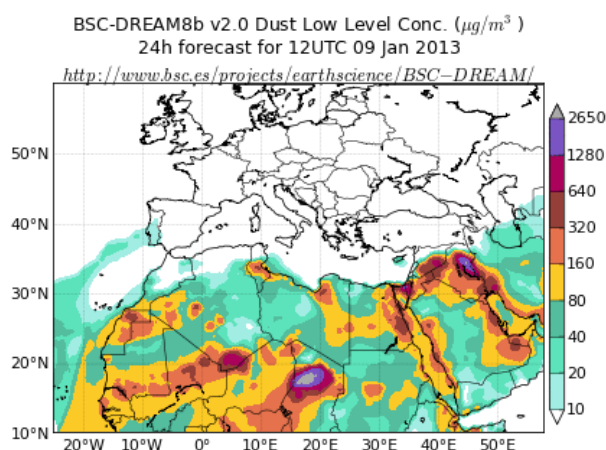 BSC-DREAM8b v2.0 Dust Low Level Conc. (μg/m³ )
24h forecast for 12UTC 09 Jan 2013
http://www.bsc.es/projects/earthscience/BSC−DREAM/
2650
1280
50°N
640
40°N
320
160
30°N
80
40
20°N
20
10
10°N
20°W 10°W 0° 10°E 20°E 30°E 40°E 50°E